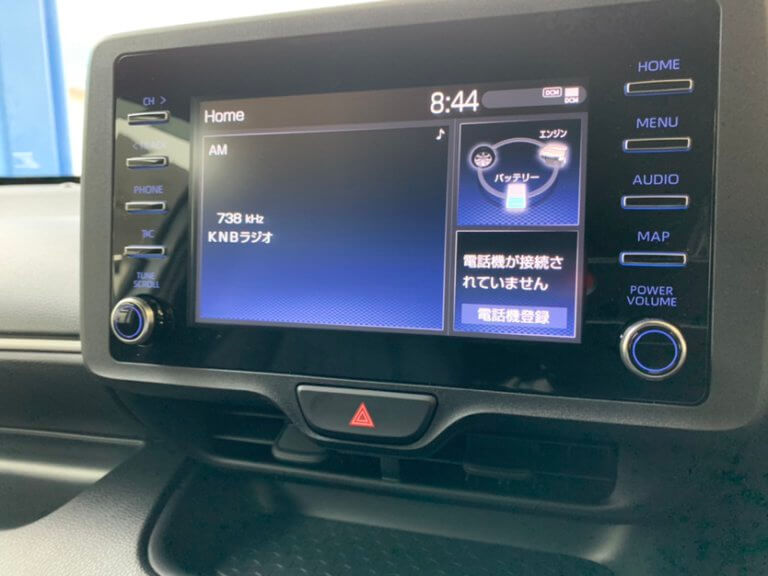 CH >
< TRACK
PHONE
T&C
TUNE
SCROLL
Home
8:44
DCM
DCM
AM
738 kHz
KNBラジオ
エンジン
バッテリー
電話機が接続さ
れていません
電話機登録
HOME
MENU
AUDIO
MAP
POWER
VOLUME